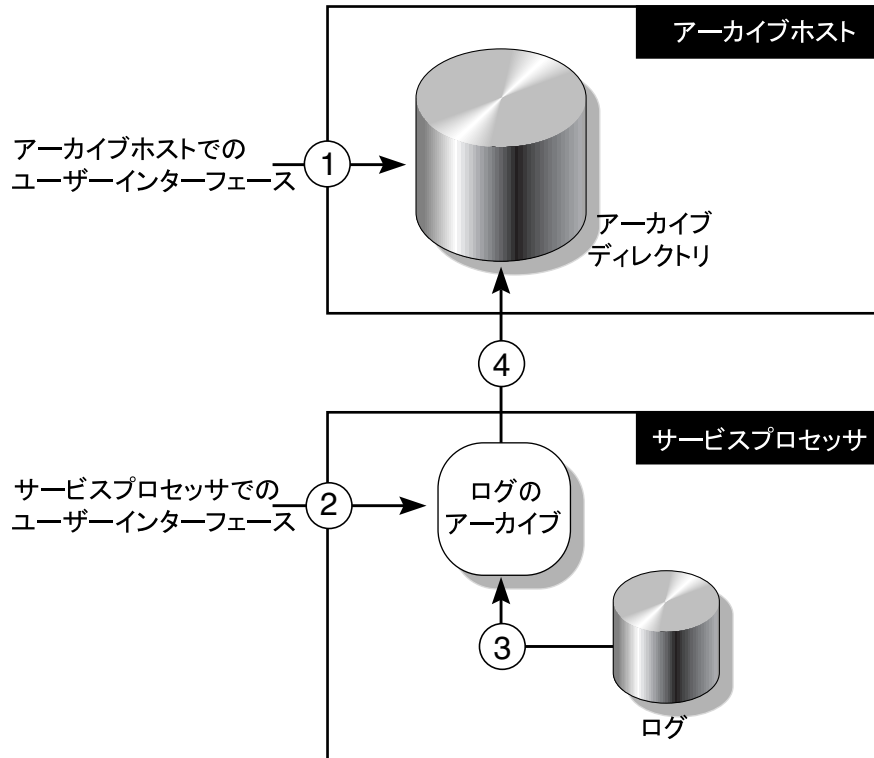 アーカイブホスト
アーカイブホストでの
ユーザーインターフェース
1
アーカイブ
ディレクトリ
4
サービスプロセッサ
サービスプロセッサでの
ユーザーインターフェース
2
ログの
アーカイブ
3
ログ